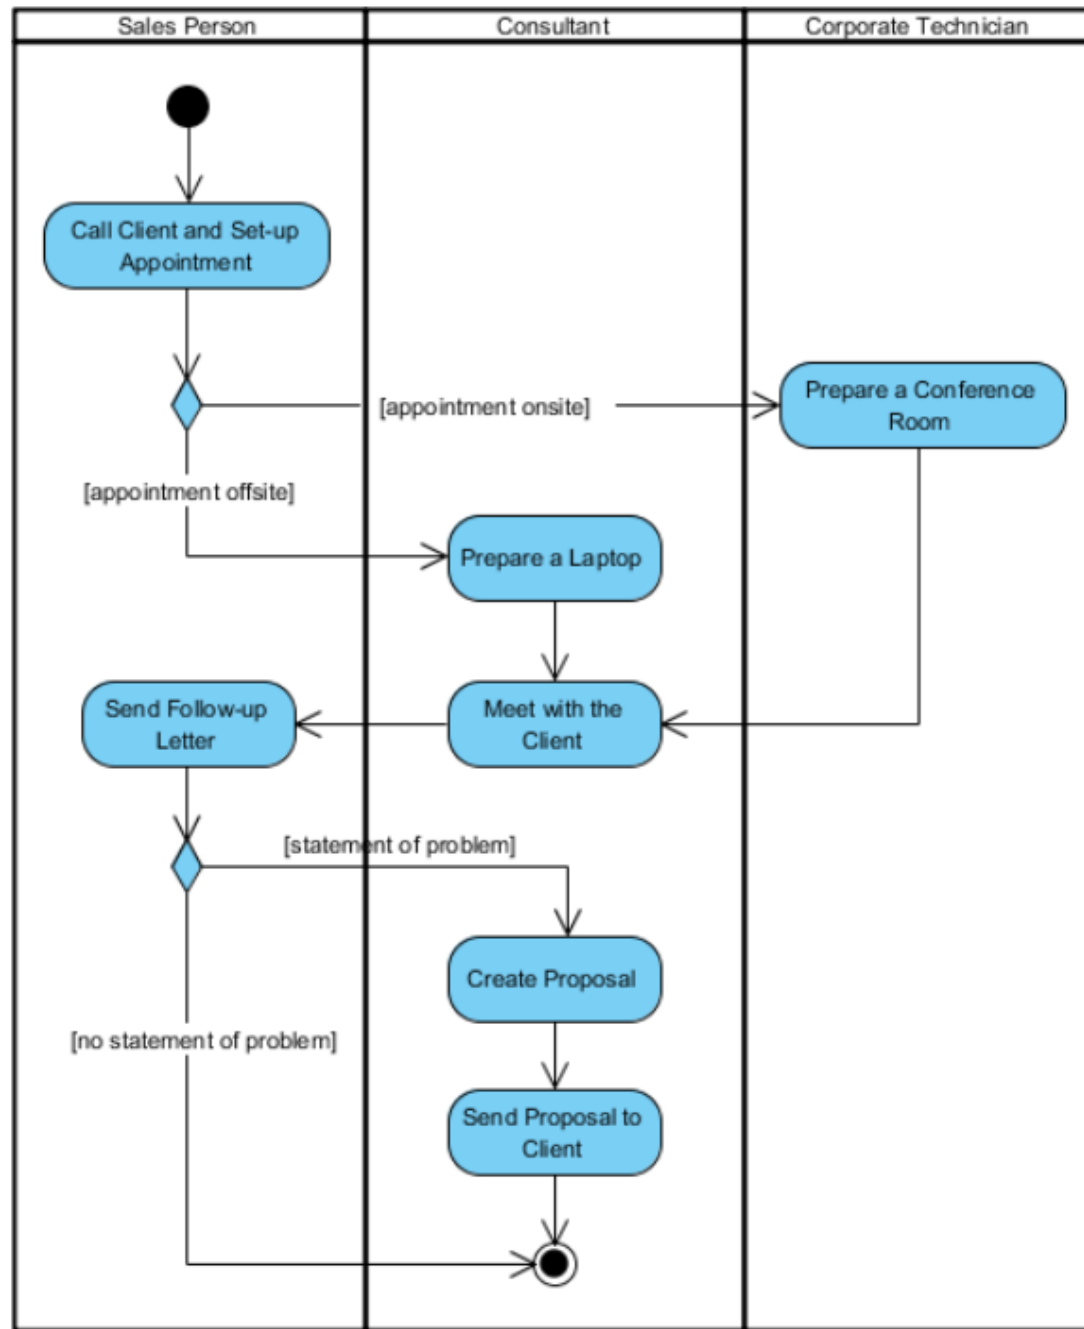 Sales Person
Consultant
Corporate Technician
Call Client and Set-up
Appointment
[appointment onsite]
Prepare a Conference
Room
[appointment offsite]
Prepare a Laptop
Send Follow-up
Letter
Meet with the
Client
[statement of problem]
Create Proposal
[no statement of problem]
Send Proposal to
Client